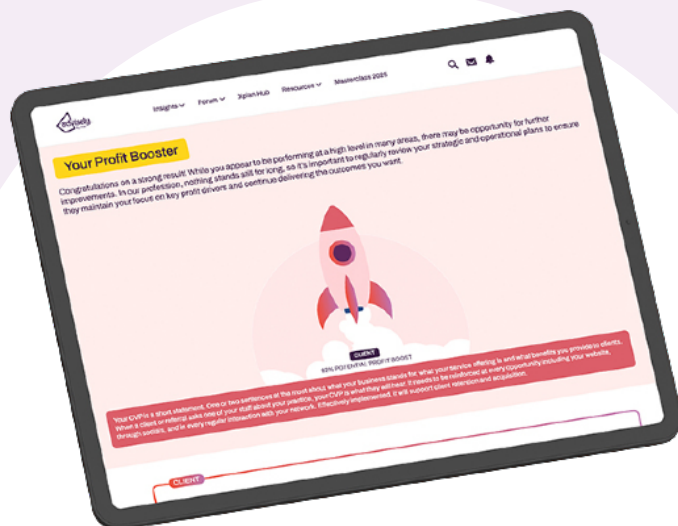 advisely
Insights Forum Xplan Hub Resources Masterclass 2025
Your Profit Booster
Congratulations on a strong result! While you appear to be performing at a high level in many areas, there may be opportunity for further
improvements. In our profession, nothing stands still for long, so it's important to regularly review your strategic and operational plans to ensure
they maintain your focus on key profit drivers and continue delivering the outcomes you want.
CLIENT
POTENTIAL PROFIT BOOST
Your CVP is a short statement. One or two sentences at the most about what your business stands for, what your service offering is and what benefits you provide to clients.
When a client or referral asks one of your staff about your practice, your CVP is what they will hear. It needs to be reinforced at every opportunity including your website,
through socials, and in every regular interaction with your network. Effectively implemented, it will support client retention and acquisition.
CLIENT